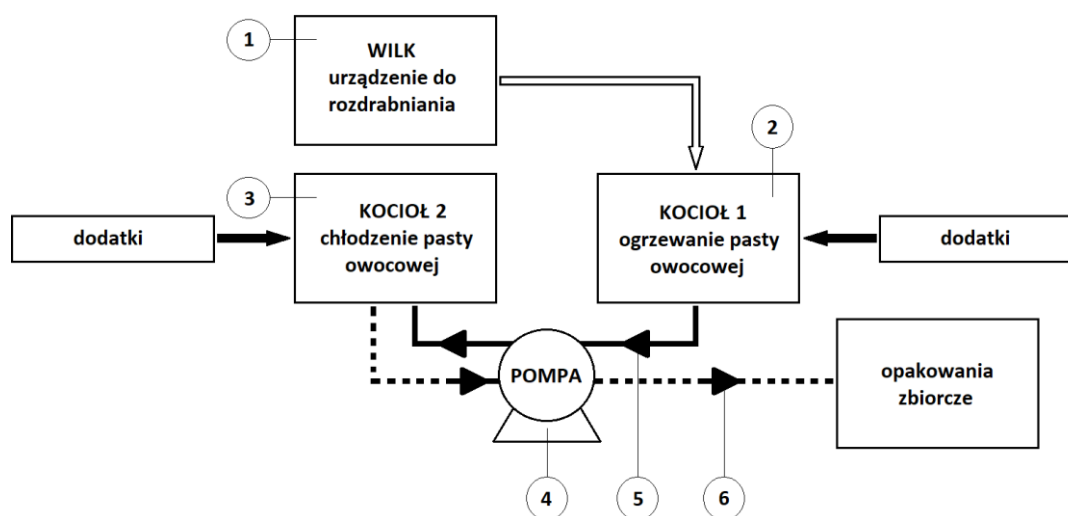 1
WILK
urządzenie do
rozdrabniania
2
3
KOCIOŁ 2
chłodzenie pasty
owocowej
KOCIOŁ 1
ogrzewanie pasty
owocowej
dodatki
dodatki
POMPA
opakowania
zbiorcze
4
5
6